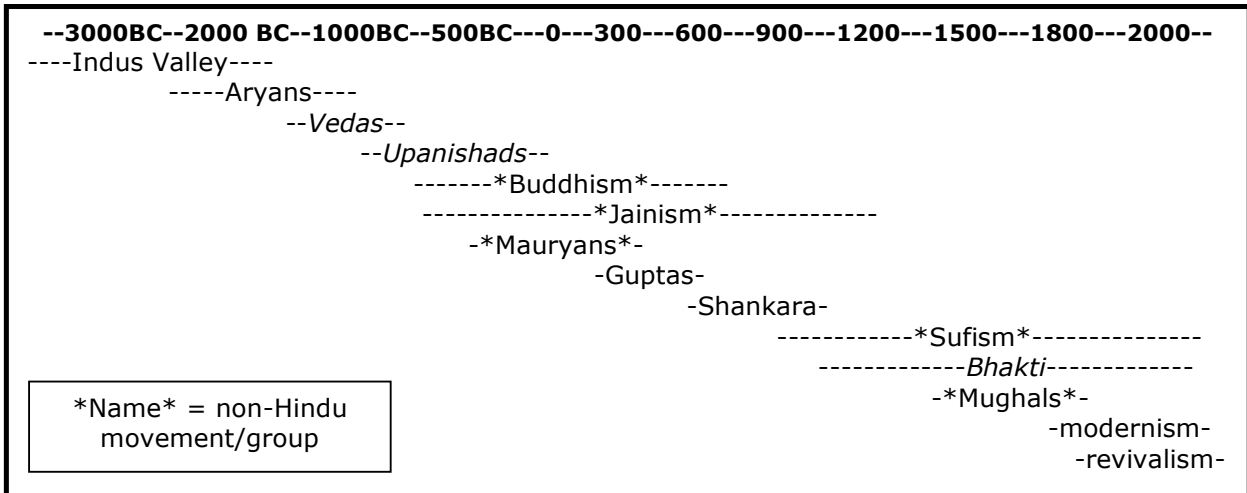 --3000BC--2000 BC--1000BC--500BC---0---300---600---900---1200---1500---1800---2000--
----Indus Valley----
-----Aryans----
--Vedas--
--Upanishads--
-------*Buddhism*-------
---------------*Jainism*--------------
-*Mauryans*-
-Guptas-
-Shankara-
------------*Sufism*---------------
-------------Bhakti-------------
-*Mughals*-
-modernism-
-revivalism-
*Name* = non-Hindu
movement/group